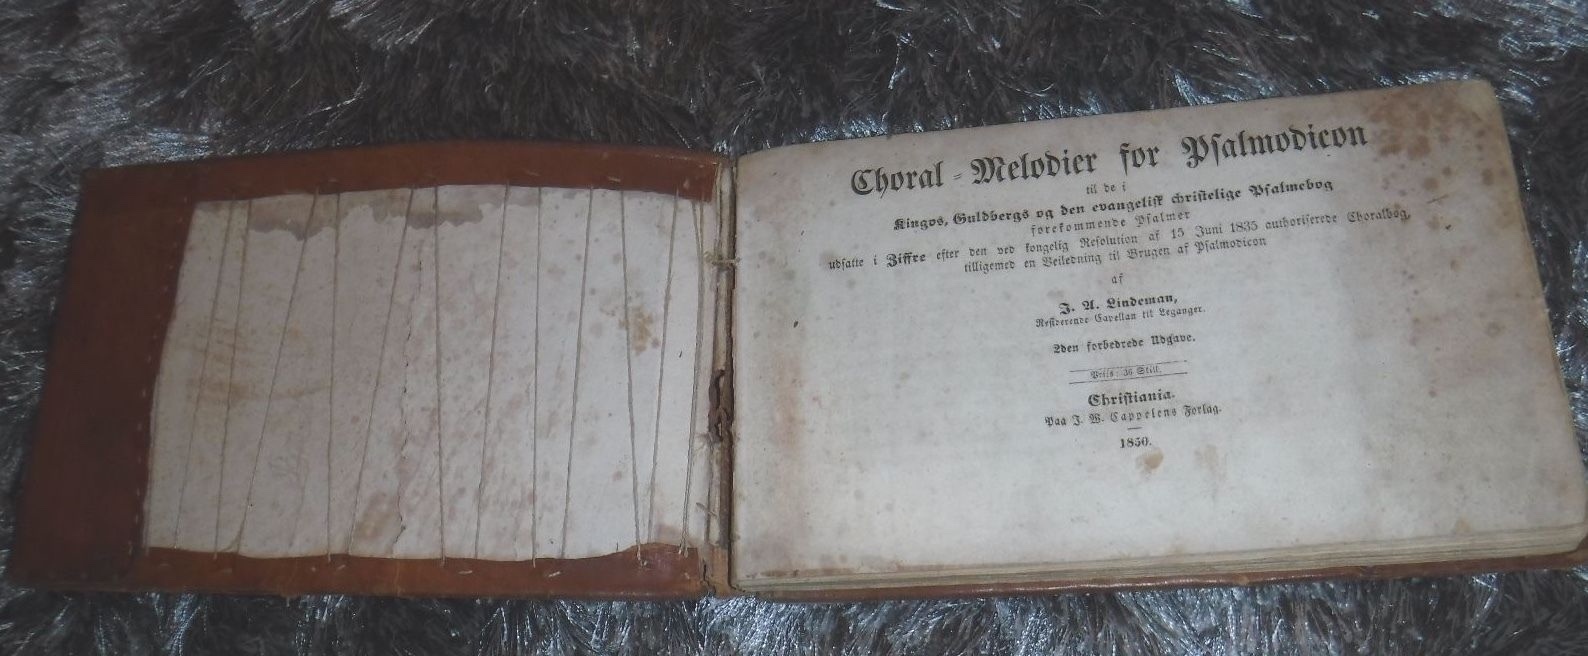 Choral-Melodier for Psalmodicon
til de i
Kingos, Guldbergs og den evangelisk christelige Psalmebog
forekommende Psalmer
udsatte i Ziffre efter den ved kongelig Resolution af 15 Juni 1835 authoriserede Choralbog,
tilligemed en Veiledning til Brugen af Psalmodicon
af
J. A. Lindeman,
Residerende Capellan til Leganger.
2den forbedrede Udgave.
Priis: 36 Skill.
Christiania.
Paa J. W. Cappelens Forlag.
1850.